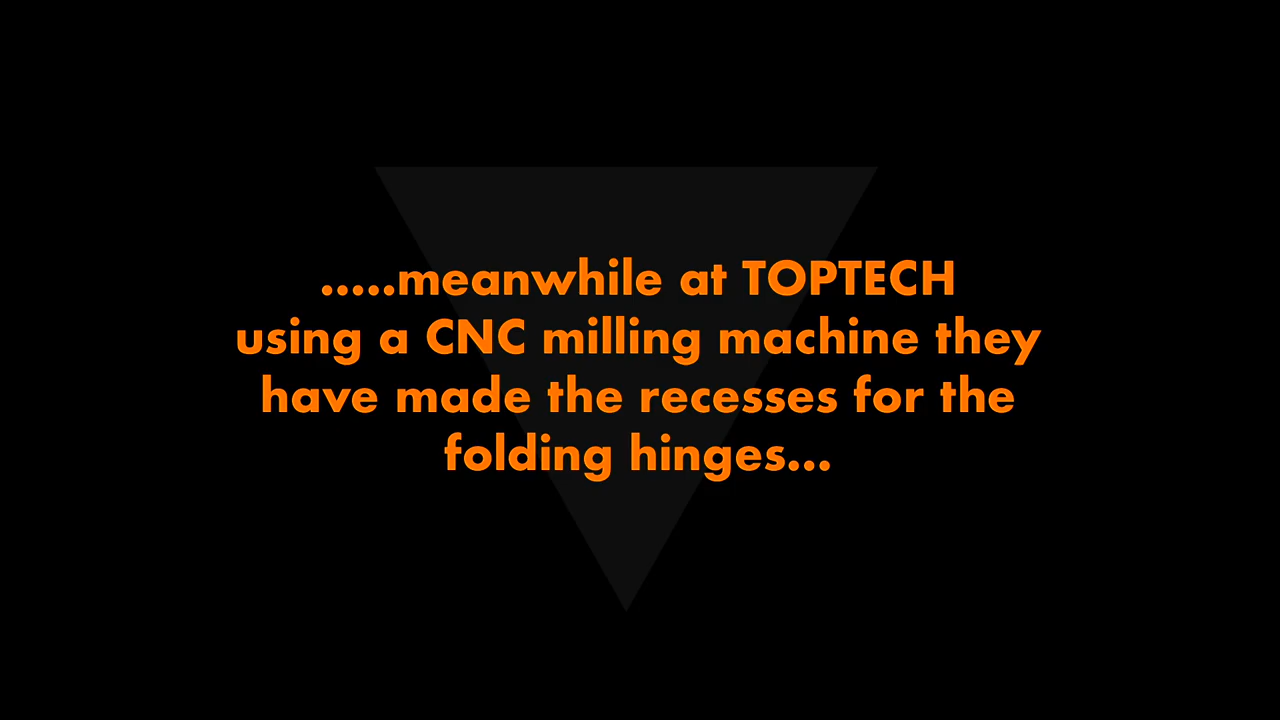 .....meanwhile at TOPTECH
using a CNC milling machine they
have made the recesses for the
folding hinges...